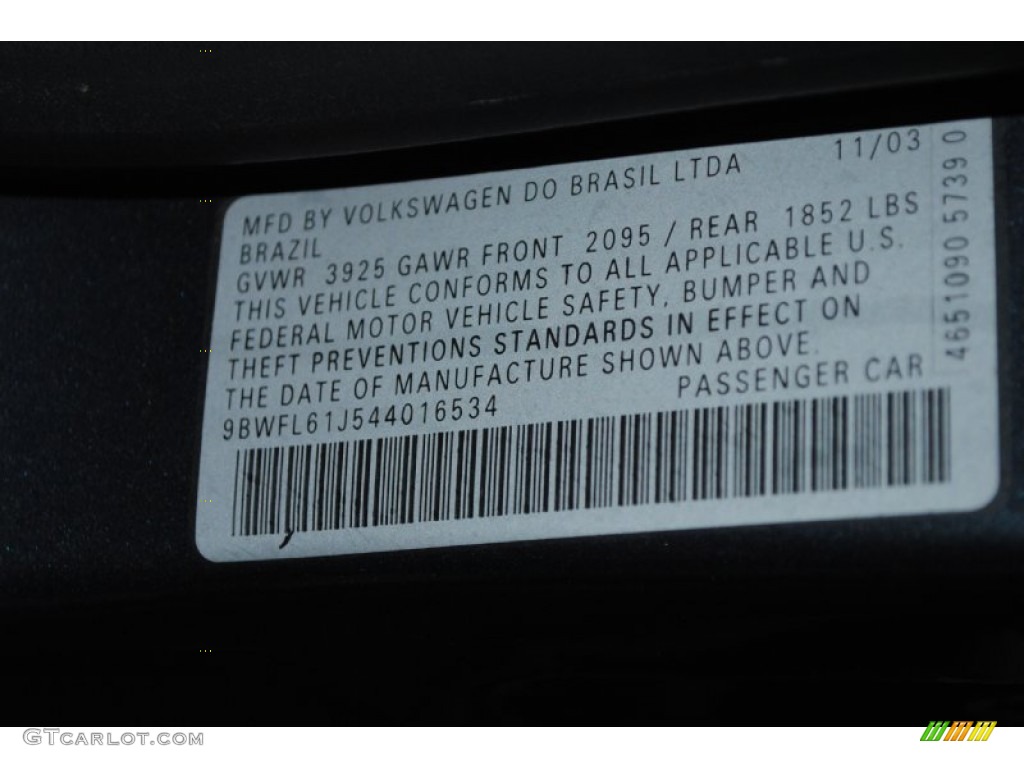 MFD BY VOLKSWAGEN DO BRASIL LTDA 11/03
BRAZIL
GVWR 3925 GAWR FRONT 2095 / REAR 1852 LBS
THIS VEHICLE CONFORMS TO ALL APPLICABLE U.S.
FEDERAL MOTOR VEHICLE SAFETY, BUMPER AND
THEFT PREVENTIONS STANDARDS IN EFFECT ON
THE DATE OF MANUFACTURE SHOWN ABOVE.
PASSENGER CAR
9BWFL61J544016534
4651090 5739 0
GTCarlot.com